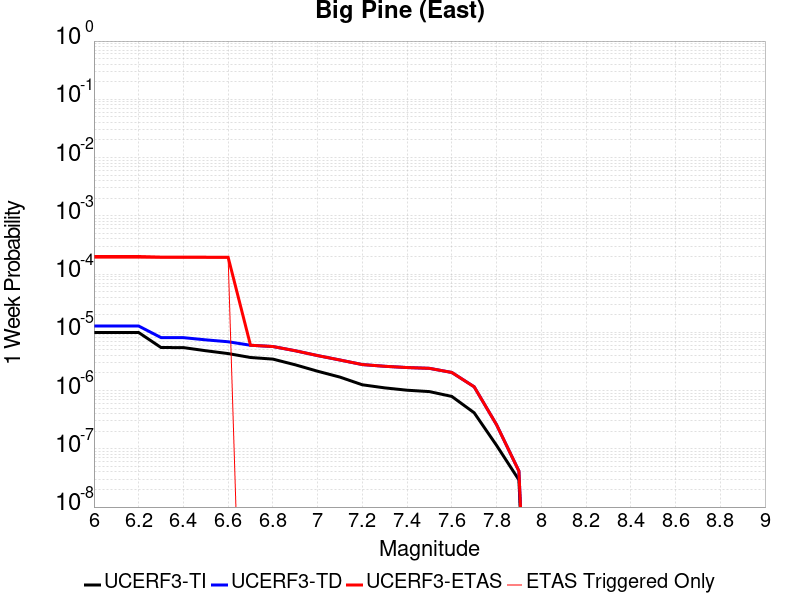 Big Pine (East)
10 0
10 -1
10 -2
10 -3
10 -4
10 -5
10 -6
10 -7
10 -8
1 Week Probability
6 6.2 6.4 6.6 6.8 7 7.2 7.4 7.6 7.8 8 8.2 8.4 8.6 8.8 9
Magnitude
UCERF3-TI UCERF3-TD UCERF3-ETAS ETAS Triggered Only